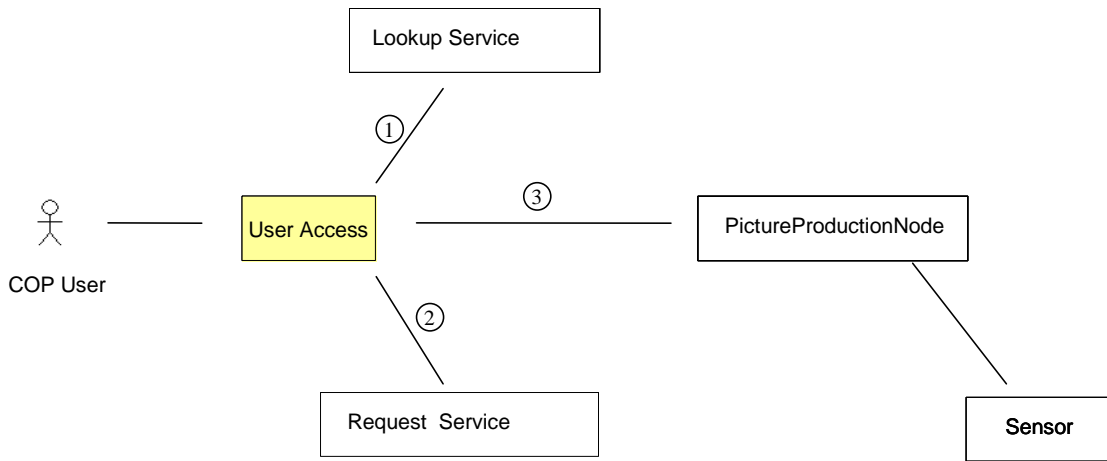 Lookup Service
1
3
User Access
PictureProductionNode
COP User
2
Request  Service
Sensor